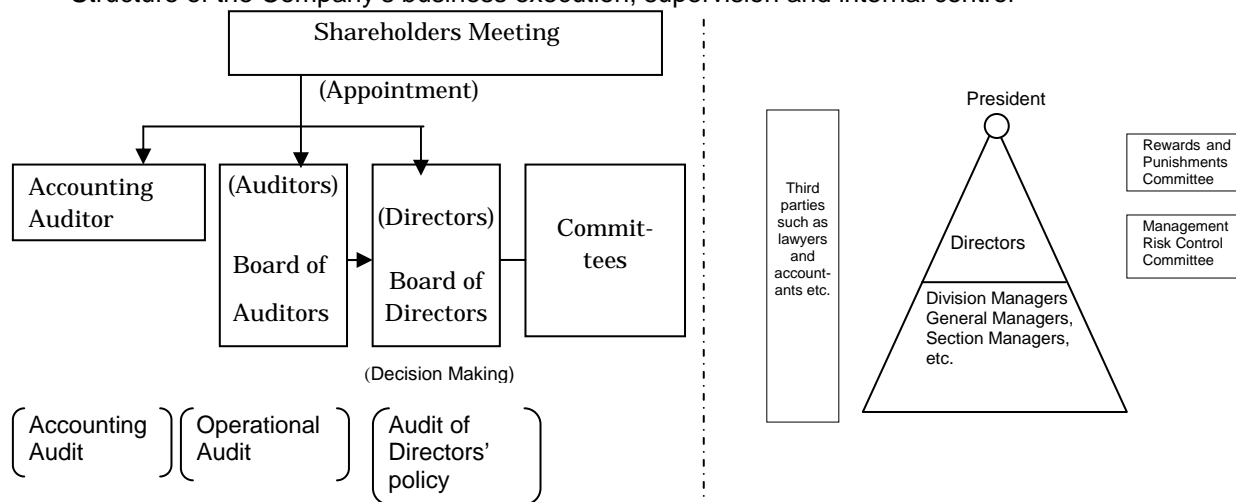 Structure of the Company's business execution, supervision and internal control
Shareholders Meeting
(Appointment)
Accounting
Auditor
(Auditors)
Board of
Auditors
(Directors)
Board of
Directors
Commit-
tees
(Decision Making)
Accounting
Audit
Operational
Audit
Audit of
Directors'
policy
Third
parties
such as
lawyers
and
account-
ants etc.
President
Directors
Division Managers
General Managers,
Section Managers,
etc.
Rewards and
Punishments
Committee
Management
Risk Control
Committee